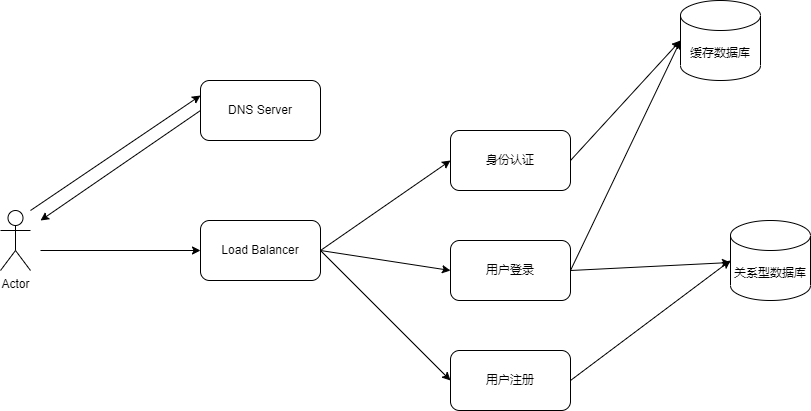 缓存数据库
DNS Server
身份认证
Load Balancer
用户登录
关系型数据库
Actor
用户注册